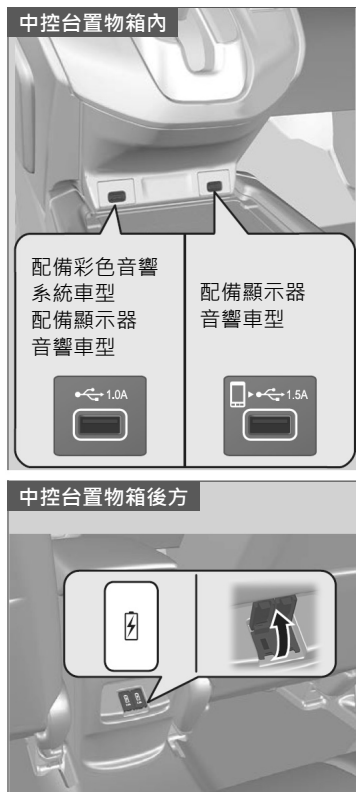 中控台置物箱內
配備彩色音響
系統車型
配備顯示器
音響車型
配備顯示器
音響車型
1.0A
1.5A
中控台置物箱後方